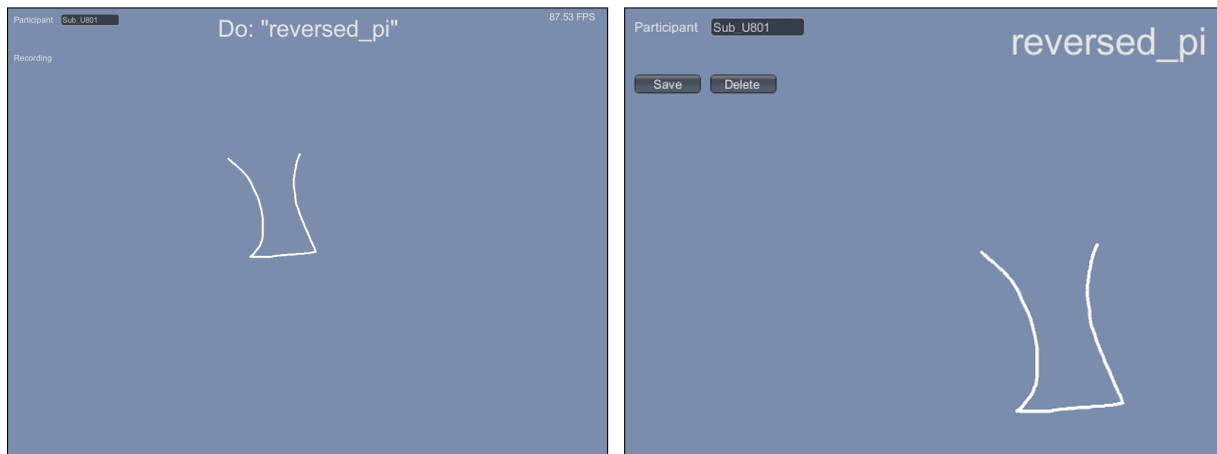 Participant Sub_U801
Do: "reversed_pi"
87.53 FPS
Recording
Participant Sub_U801
reversed_pi
Save Delete